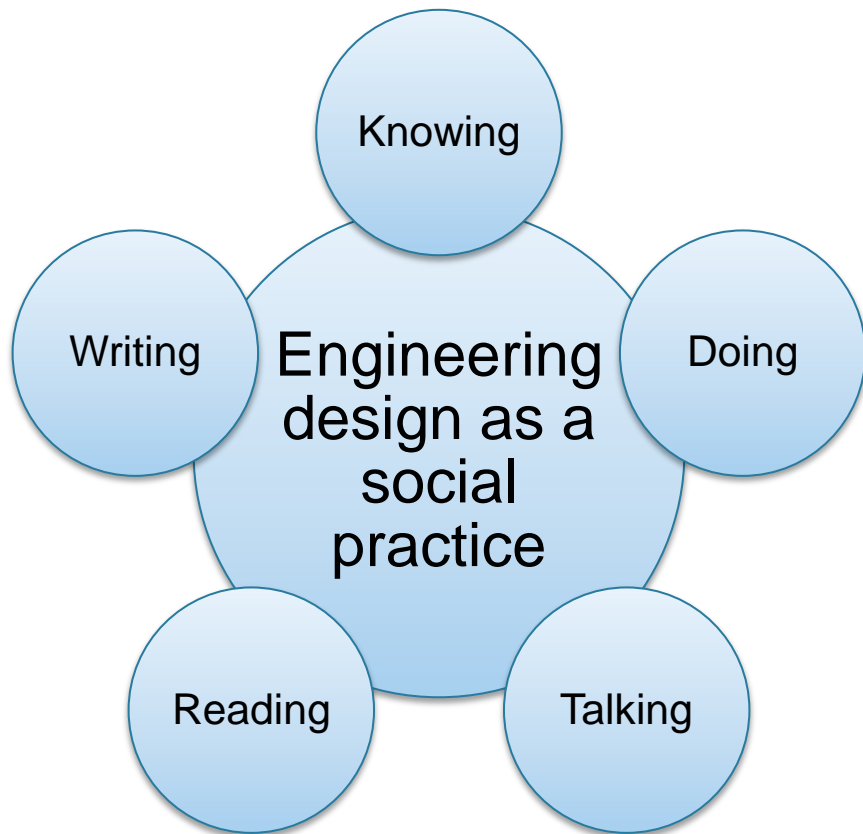 Knowing
Writing
Engineering
design as a
social
practice
Doing
Reading
Talking